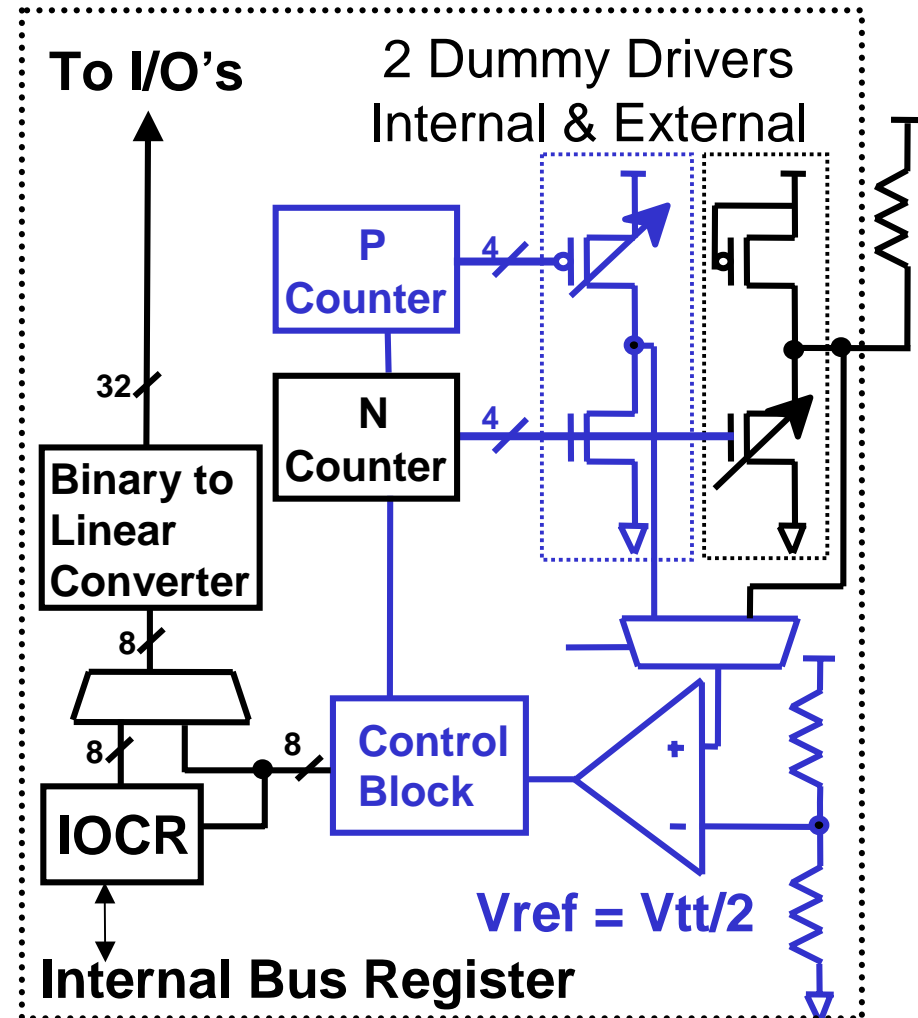 To I/O's
2 Dummy Drivers
Internal & External
P
Counter
4
N
Counter
4
32
Binary to
Linear
Converter
8
8
8
Control
Block
+
−
IOCR
Vref = Vtt/2
Internal Bus Register